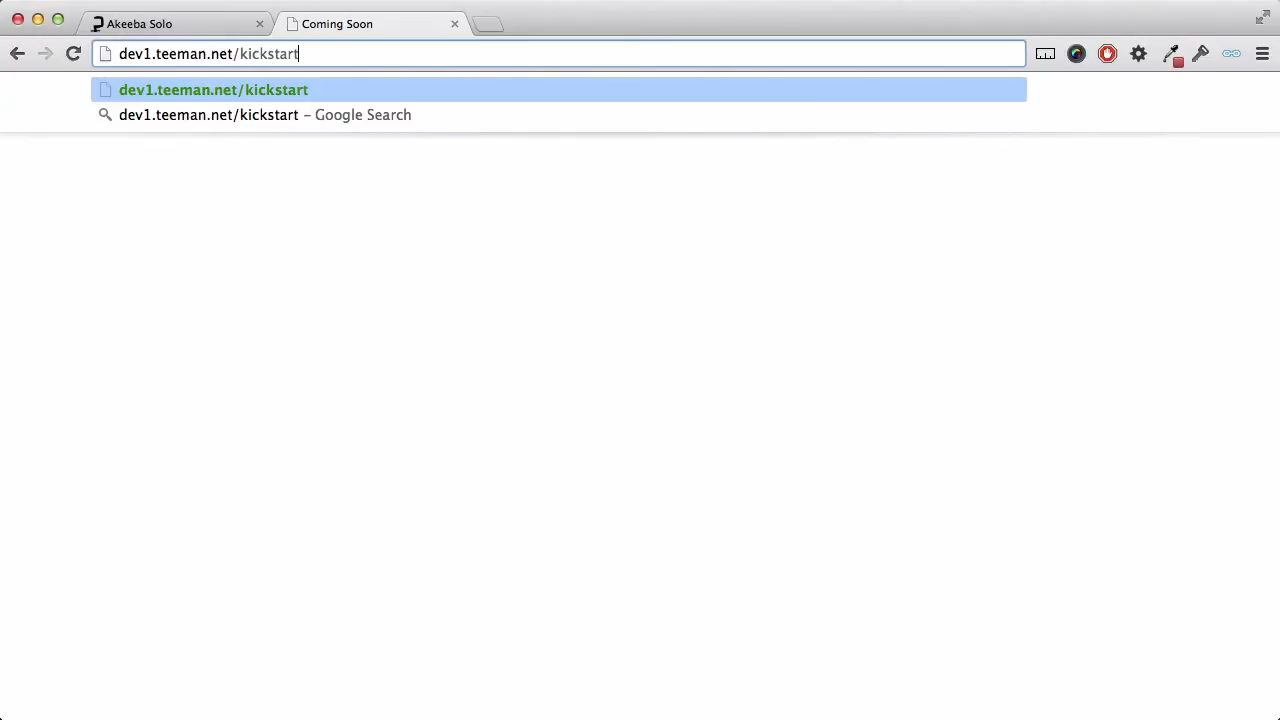 Akeeba Solo
Coming Soon
dev1.teeman.net/kickstart
dev1.teeman.net/kickstart
dev1.teeman.net/kickstart – Google Search